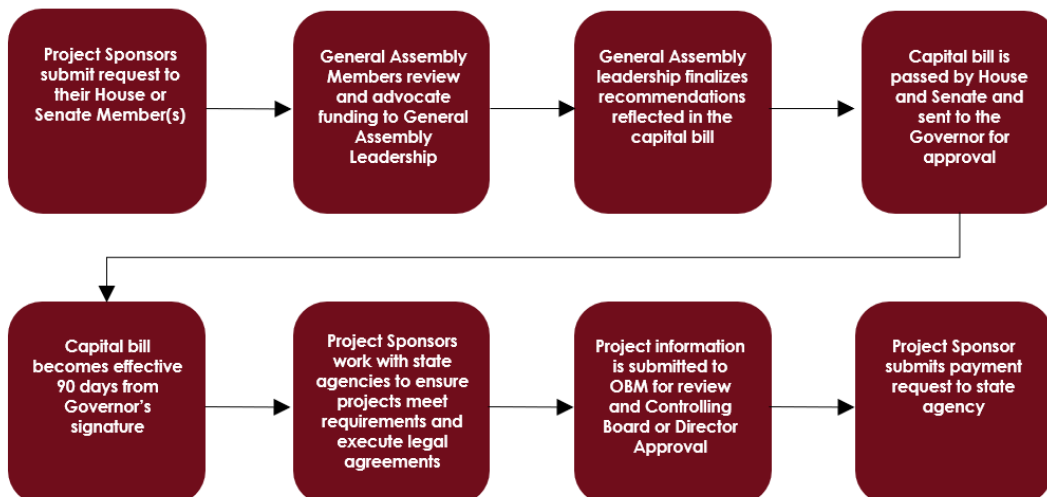 Project Sponsors
submit request to
their House or
Senate Member(s)
General Assembly
Members review
and advocate
funding to General
Assembly
Leadership
General Assembly
leadership finalizes
recommendations
reflected in the
capital bill
Capital bill is
passed by House
and Senate and
sent to the
Governor for
approval
Capital bill
becomes effective
90 days from
Governor's
signature
Project Sponsors
work with state
agencies to ensure
projects meet
requirements and
execute legal
agreements
Project information
is submitted to
OBM for review
and Controlling
Board or Director
Approval
Project Sponsor
submits payment
request to state
agency